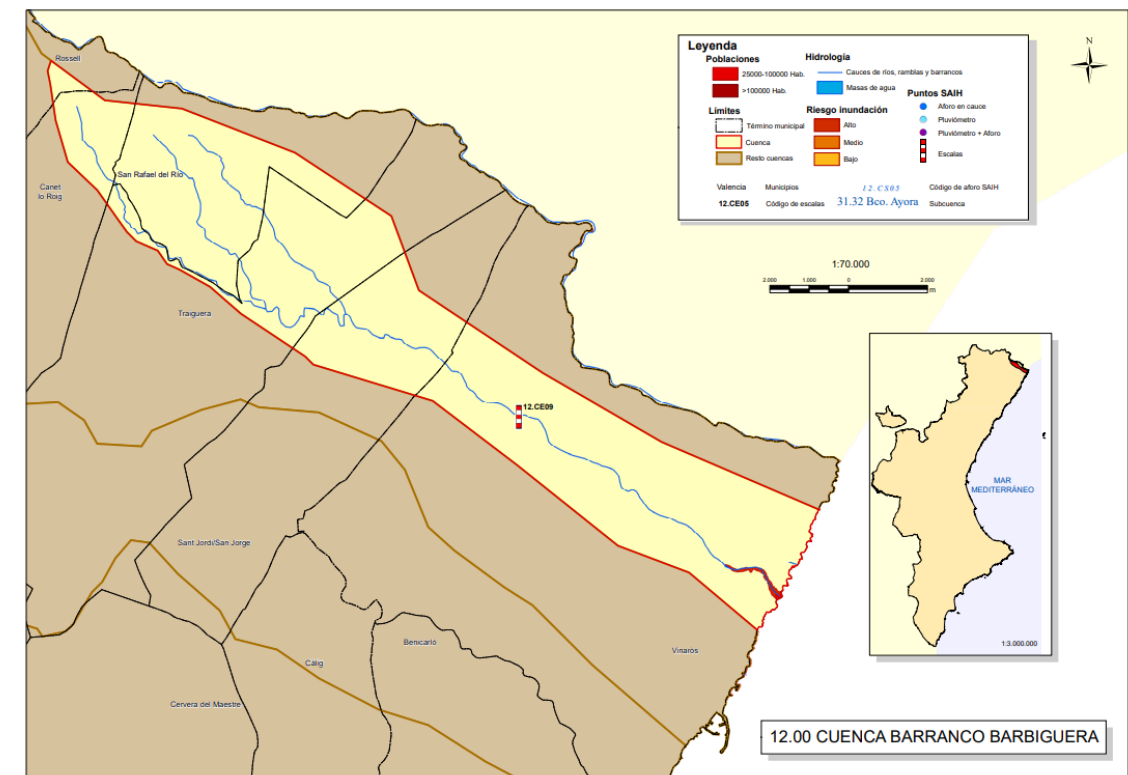 Leyenda
Poblaciones
25000-100000 Hab.
>100000 Hab.
Hidrología
Cauces de ríos, ramblas y barrancos
Masas de agua
Límites
Término municipal
Cuenca
Resto cuencas
Riesgo inundación
Alto
Medio
Bajo
Puntos SAIH
Aforo en cauce
Pluviómetro
Pluviómetro + Aforo
Escalas
Valencia Municipios 12.CS05 Código de aforo SAIH
12.CE05 Código de escalas 31.32 Bco. Ayora Subcuenca
N
1:70.000
2.000 1.000 0 2.000
m
Rossell
San Rafael del Río
Canet
lo Roig
Traiguera
12.CE09
Sant Jordi/San Jorge
Benicarló
Càlig
Vinaròs
Cervera del Maestre
MAR
MEDITERRÁNEO
1:3.000.000
12.00 CUENCA BARRANCO BARBIGUERA